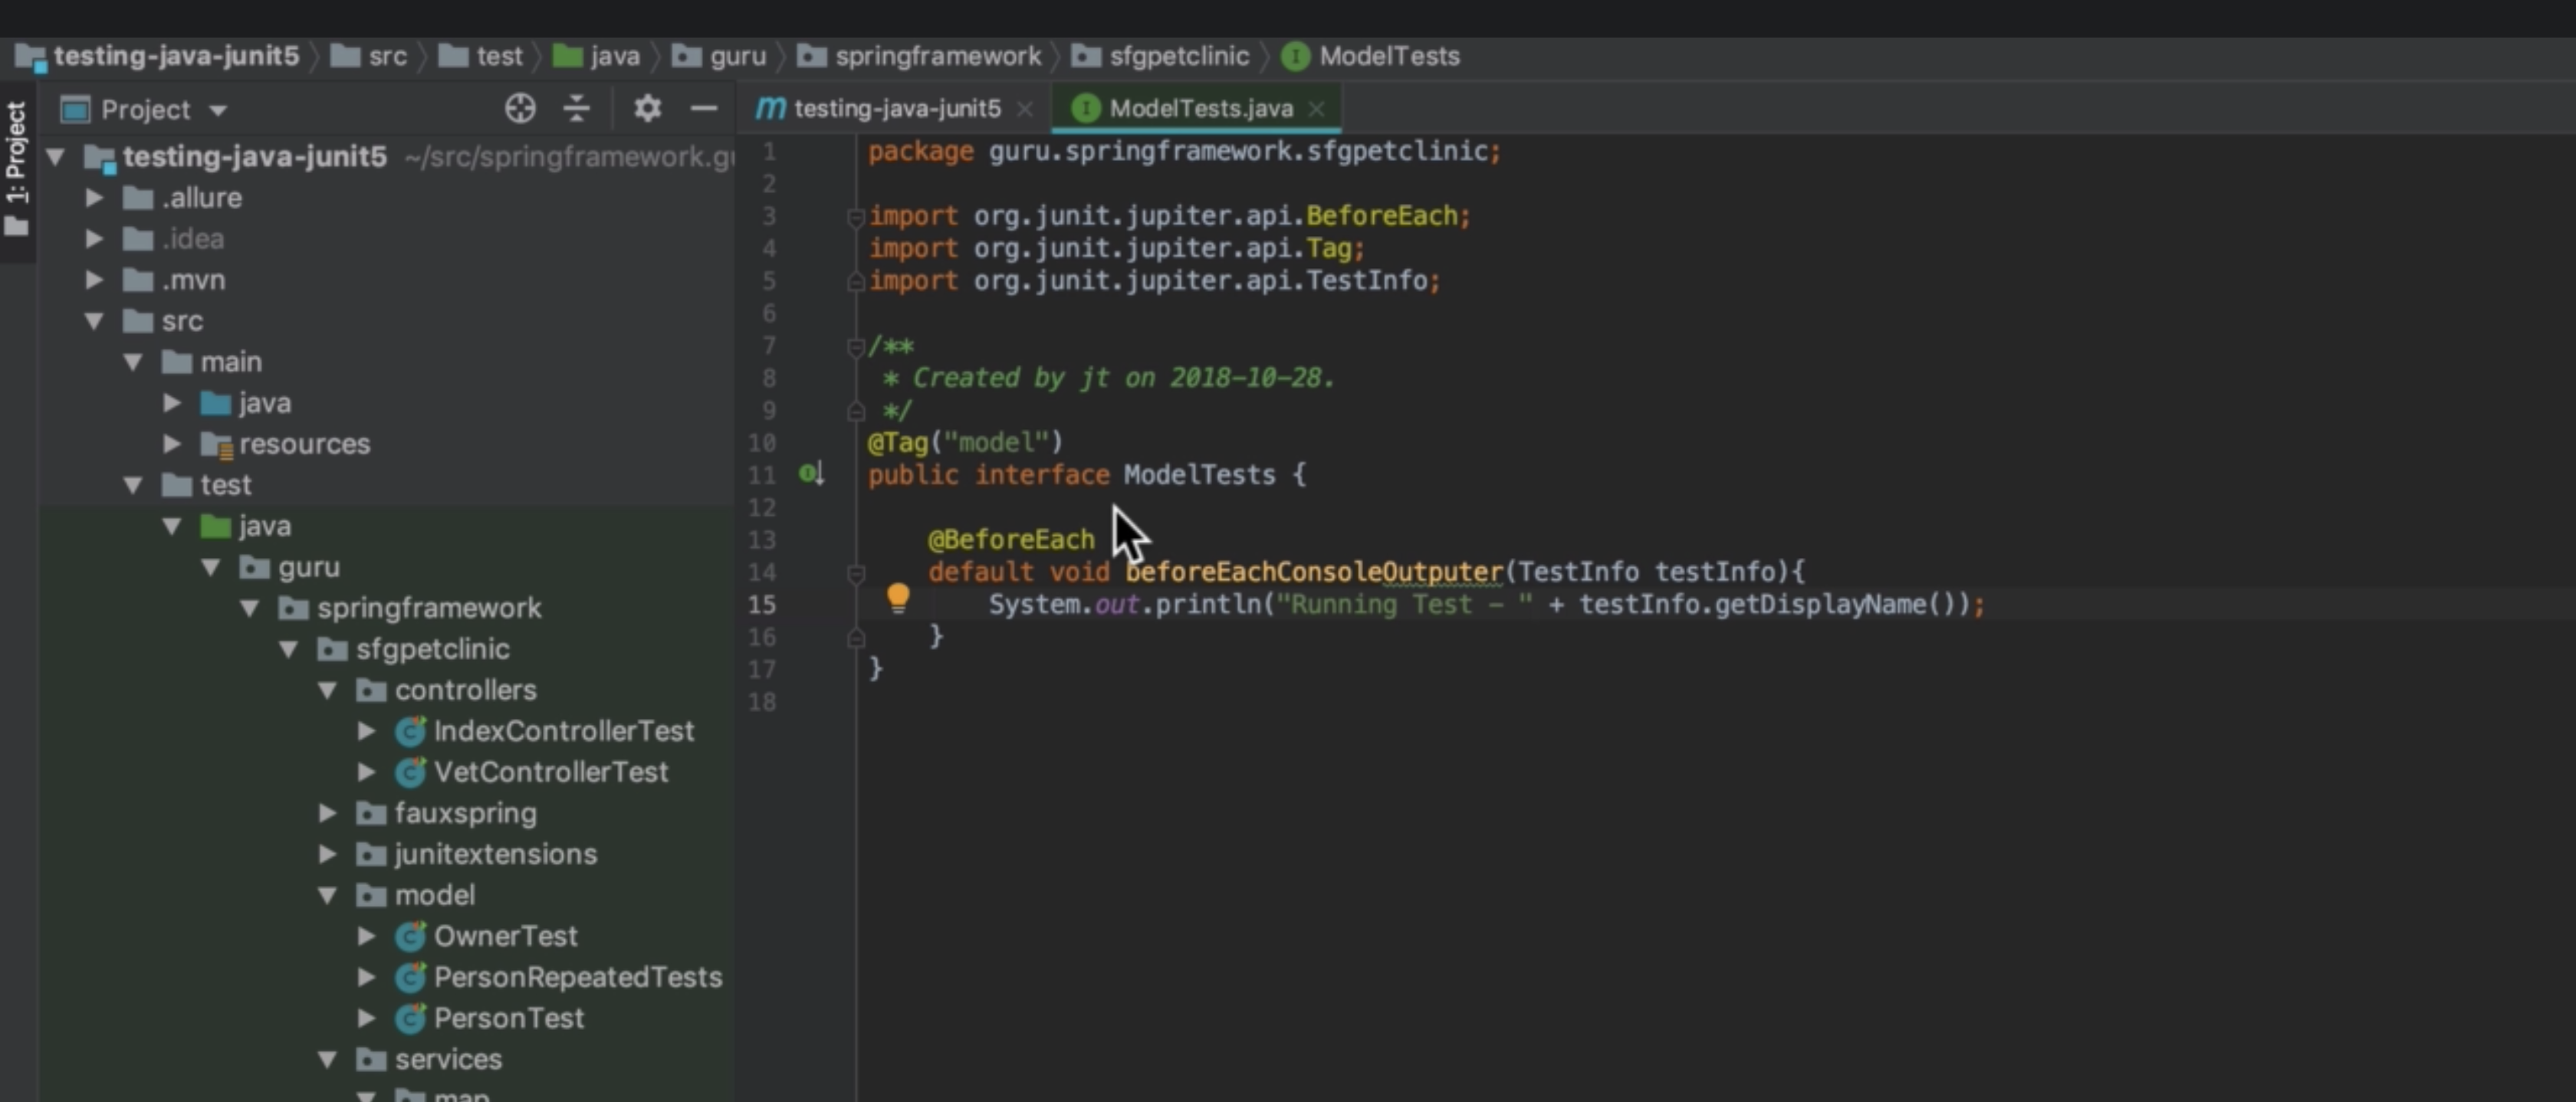 testing-java-junit5 src test java guru springframework sfgpetclinic ModelTests
1: Project
Project
testing-java-junit5 ~/src/springframework.gu
.allure
.idea
.mvn
src
main
java
resources
test
java
guru
springframework
sfgpetclinic
controllers
IndexControllerTest
VetControllerTest
fauxspring
junitextensions
model
OwnerTest
PersonRepeatedTests
PersonTest
services
map
testing-java-junit5 ModelTests.java
1 package guru.springframework.sfgpetclinic;
2
3 import org.junit.jupiter.api.BeforeEach;
4 import org.junit.jupiter.api.Tag;
5 import org.junit.jupiter.api.TestInfo;
6
7 /**
8 * Created by jt on 2018-10-28.
9 */
10 @Tag("model")
11 public interface ModelTests {
12
13 @BeforeEach
14 default void beforeEachConsoleOutputer(TestInfo testInfo){
15 System.out.println("Running Test - " + testInfo.getDisplayName());
16 }
17 }
18